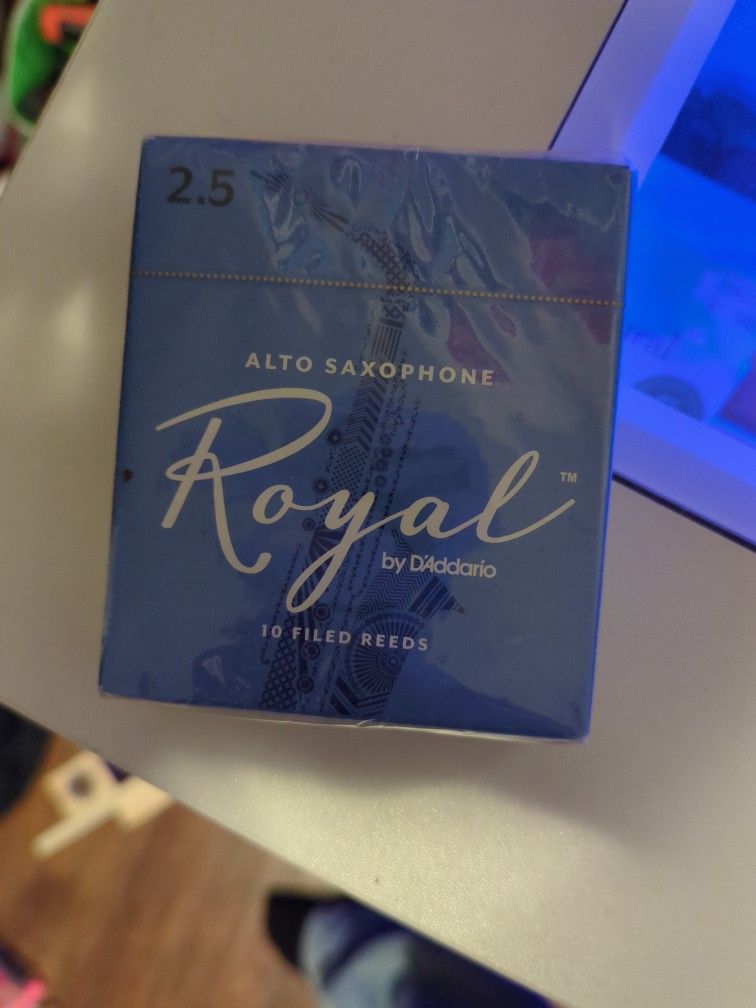 2.5
ALTO SAXOPHONE
Royal™
by D'Addario
10 FILED REEDS